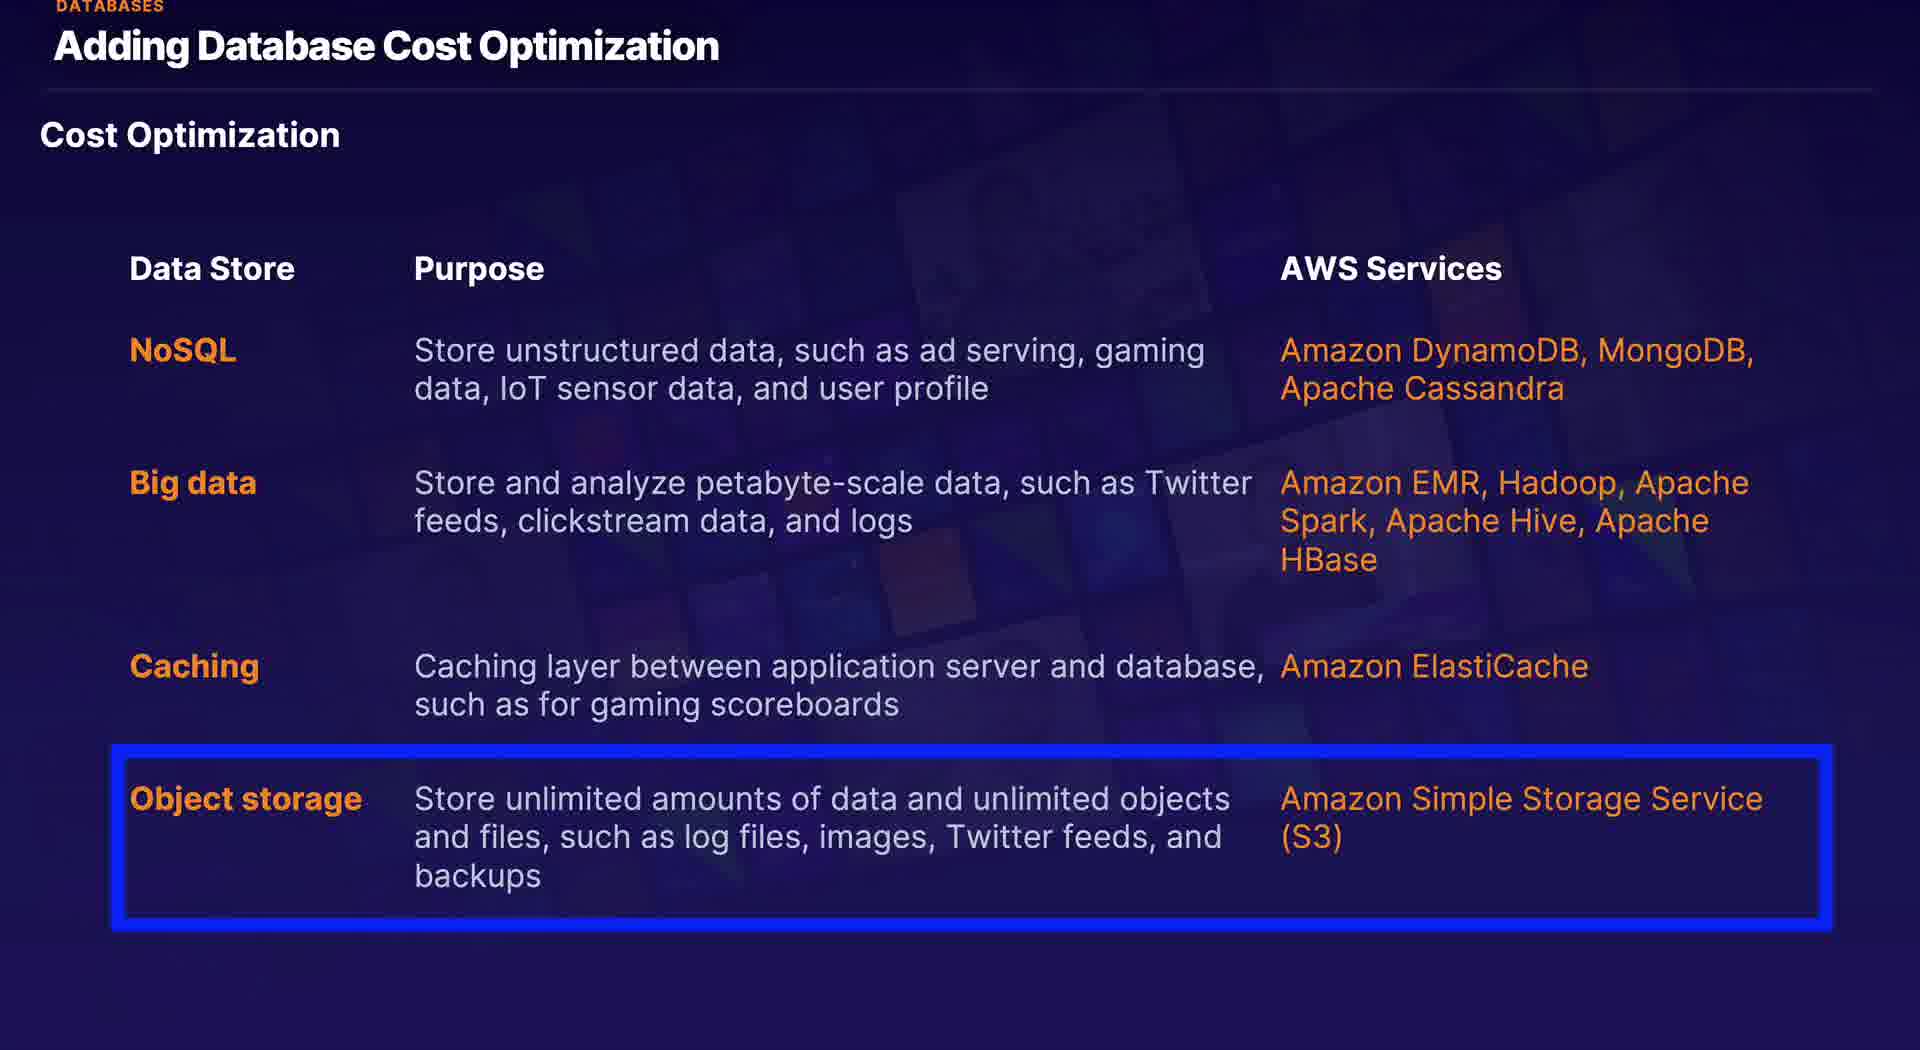 DATABASES
Adding Database Cost Optimization
Cost Optimization
Data Store
Purpose
AWS Services
NoSQL
Store unstructured data, such as ad serving, gaming
data, IoT sensor data, and user profile
Amazon DynamoDB, MongoDB,
Apache Cassandra
Big data
Store and analyze petabyte-scale data, such as Twitter
feeds, clickstream data, and logs
Amazon EMR, Hadoop, Apache
Spark, Apache Hive, Apache
HBase
Caching
Caching layer between application server and database,
such as for gaming scoreboards
Amazon ElastiCache
Object storage
Store unlimited amounts of data and unlimited objects
and files, such as log files, images, Twitter feeds, and
backups
Amazon Simple Storage Service
(S3)